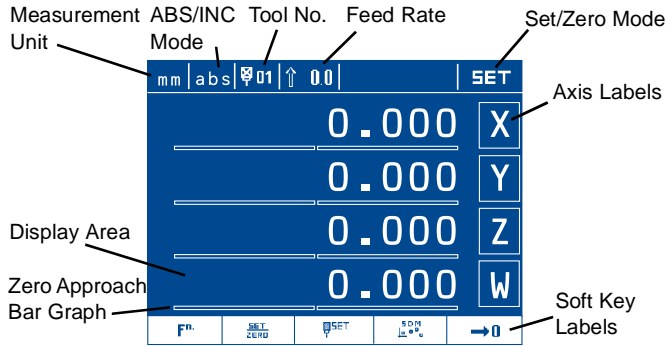 Measurement Unit
ABS/INC Mode
Tool No.
Feed Rate
Set/Zero Mode
mm abs 01 ⇧ 0.0 SET
Axis Labels
0.000 X
0.000 Y
0.000 Z
0.000 W
Display Area
Zero Approach Bar Graph
Soft Key Labels
Fn. SET ZERO SET SDM →0